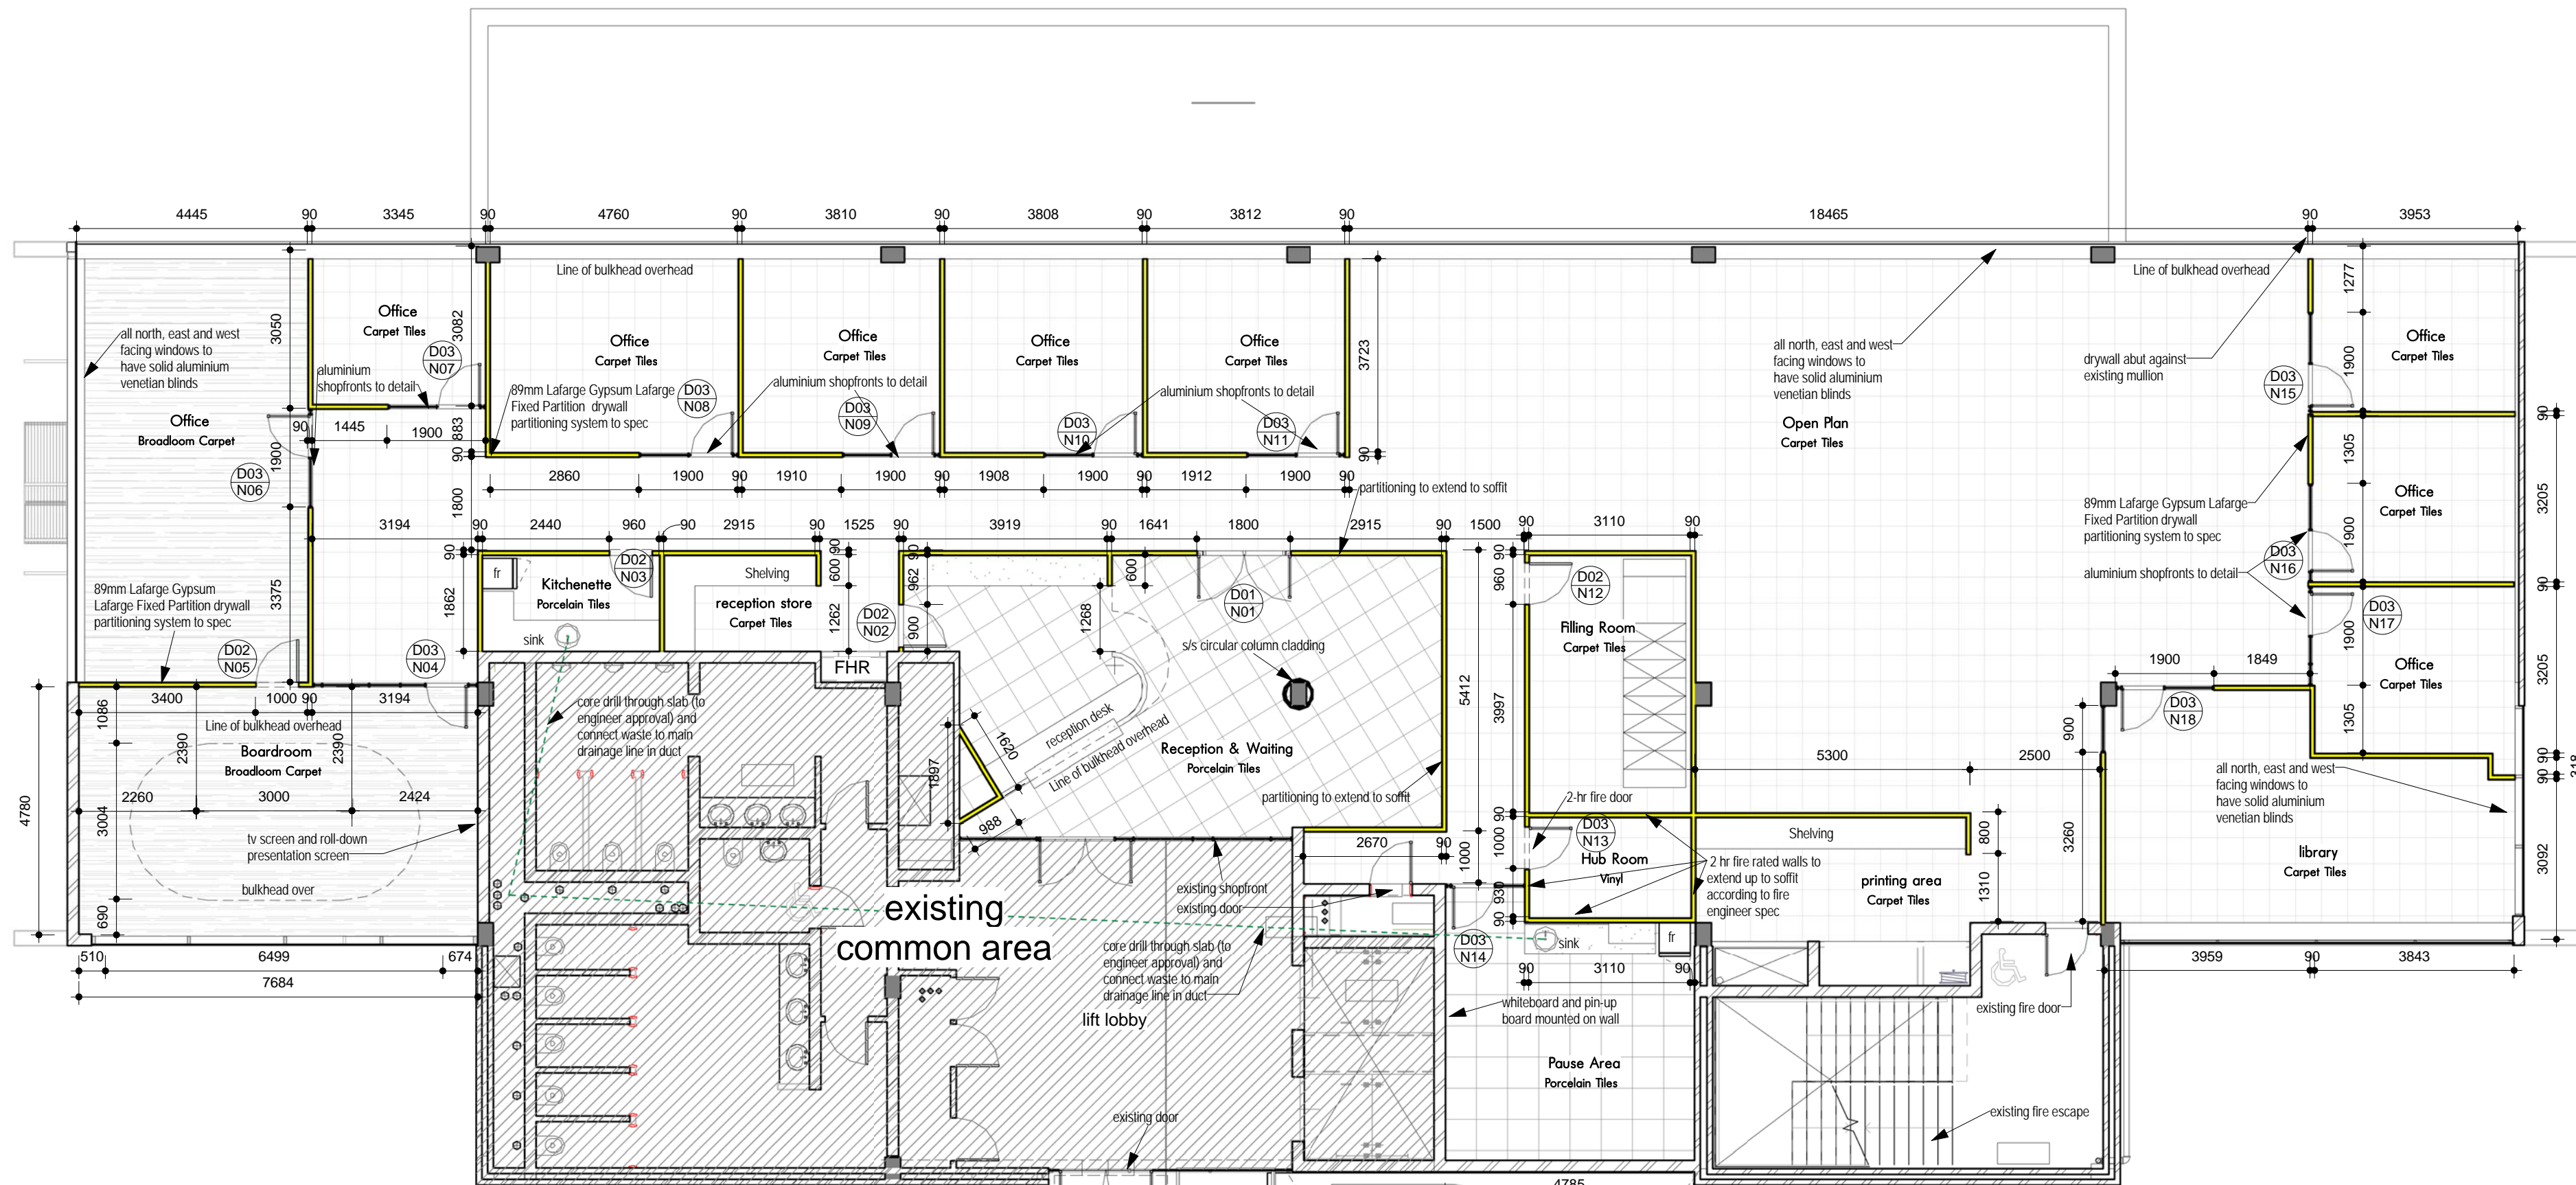 4445 90 3345 90 4760 90 3810 90 3808 90 3812 90 18465 90 3953
Line of bulkhead overhead
Line of bulkhead overhead
3050
3082
3723
1277
1900
all north, east and west
facing windows to
have solid aluminium
venetian blinds
Office
Carpet Tiles
D03
N07
aluminium
shopfronts to detail
Office
Broadloom Carpet
90 1445 1900
883
90
1900
D03
N06
1800
3194
3375
89mm Lafarge Gypsum
Lafarge Fixed Partition drywall
partitioning system to spec
D02
N05
D03
N04
Office
Carpet Tiles
89mm Lafarge Gypsum Lafarge
Fixed Partition drywall
partitioning system to spec
D03
N08
Office
Carpet Tiles
aluminium shopfronts to detail
D03
N09
Office
Carpet Tiles
D03
N10
Office
Carpet Tiles
aluminium shopfronts to detail
D03
N11
90
2860 1900 90 1910 90 1908 1900 90 1912 1900 90
partitioning to extend to soffit
90 2440 960 90 2915 90 1525 90 3919 90 1641 1800 2915 90 1500 90 3110 90
all north, east and west
facing windows to
have solid aluminium
venetian blinds
Open Plan
Carpet Tiles
drywall abut against
existing mullion
D03
N15
Office
Carpet Tiles
90
1305
3205
1900
89mm Lafarge Gypsum Lafarge
Fixed Partition drywall
partitioning system to spec
Office
Carpet Tiles
aluminium shopfronts to detail
D03
N16
90
D03
N17
1900
3205
Office
Carpet Tiles
1305
1900 1849
D03
N18
90
90
318
90
fr
Kitchenette
Porcelain Tiles
sink
1862
D02
N03
Shelving
reception store
Carpet Tiles
90
600
1262
D02
N02
90
962
900
FHR
600
1268
D01
N01
s/s circular column cladding
reception desk
Line of bulkhead overhead
Reception & Waiting
Porcelain Tiles
partitioning to extend to soffit
1620
1897
988
5412
90
960
3997
90
D02
N12
Filling Room
Carpet Tiles
2-hr fire door
D03
N13
1000
Hub Room
Vinyl
930
90
1000
2670 90
2 hr fire rated walls to
extend up to soffit
according to fire
engineer spec
5300 2500
Shelving
800
1310
printing area
Carpet Tiles
900
3260
all north, east and west
facing windows to
have solid aluminium
venetian blinds
library
Carpet Tiles
3092
3959 90 3843
3400 1000 90 3194
1086
Line of bulkhead overhead
2390
2390
Boardroom
Broadloom Carpet
2260 3000 2424
4780
3004
tv screen and roll-down
presentation screen
bulkhead over
690
510 6499 674
7684
core drill through slab (to
engineer approval) and
connect waste to main
drainage line in duct
existing
common area
existing shopfront
existing door
core drill through slab (to
engineer approval) and
connect waste to main
drainage line in duct
lift lobby
existing door
D03
N14
sink
fr
90 3110 90
whiteboard and pin-up
board mounted on wall
Pause Area
Porcelain Tiles
existing fire door
existing fire escape
4785